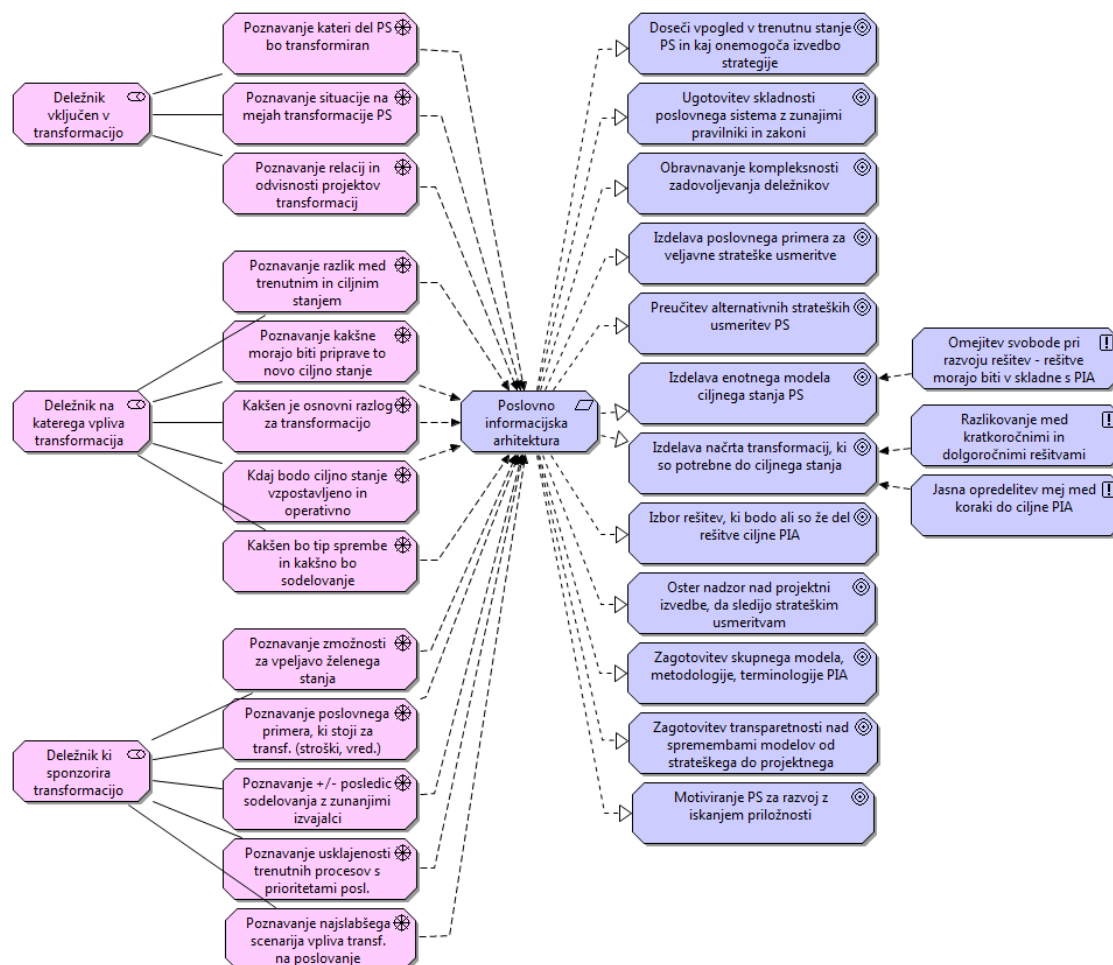 Deležnik
vključen v
transformacijo
Poznavanje kateri del PS
bo transformiran
Poznavanje situacije na
mejah transformacije PS
Poznavanje relacij in
odvisnosti projektov
transformacij
Deležnik na
katerega vpliva
transformacija
Poznavanje razlik med
trenutnim in ciljnim
stanjem
Poznavanje kakšne
morajo biti priprave to
novo ciljno stanje
Kakšen je osnovni razlog
za transformacijo
Kdaj bodo ciljno stanje
vzpostavljeno in
operativno
Kakšen bo tip sprembe
in kakšno bo
sodelovanje
Deležnik ki
sponzorira
transformacijo
Poznavanje zmožnosti
za vpeljavo želenega
stanja
Poznavanje poslovnega
primera, ki stoji za
transf. (stroški, vred.)
Poznavanje +/- posledic
sodelovanja z zunanjimi
izvajalci
Poznavanje usklajenosti
trenutnih procesov s
prioritetami posl.
Poznavanje najslabšega
scenarija vpliva transf.
na poslovanje
Poslovno
informacijska
arhitektura
Doseči vpogled v trenutnu stanje
PS in kaj onemogoča izvedbo
strategije
Ugotovitev skladnosti
poslovnega sistema z zunajimi
pravilniki in zakoni
Obravnavanje kompleksnosti
zadovoljevanja deležnikov
Izdelava poslovnega primera za
veljavne strateške usmeritve
Preučitev alternativnih strateških
usmeritev PS
Izdelava enotnega modela
ciljnega stanja PS
Izdelava načrta transformacij, ki
so potrebne do ciljnega stanja
Izbor rešitev, ki bodo ali so že del
rešitve ciljne PIA
Oster nadzor nad projektni
izvedbe, da sledijo strateškim
usmeritvam
Zagotovitev skupnega modela,
metodologije, terminologije PIA
Zagotovitev transparetnosti nad
spremembami modelov od
strateškega do projektnega
Motiviranje PS za razvoj z
iskanjem priložnosti
Omejitev svobode pri
razvoju rešitev - rešitve
morajo biti v skladne s PIA
Razlikovanje med
kratkoročnimi in
dolgoročnimi rešitvami
Jasna opredelitev mej med
koraki do ciljne PIA